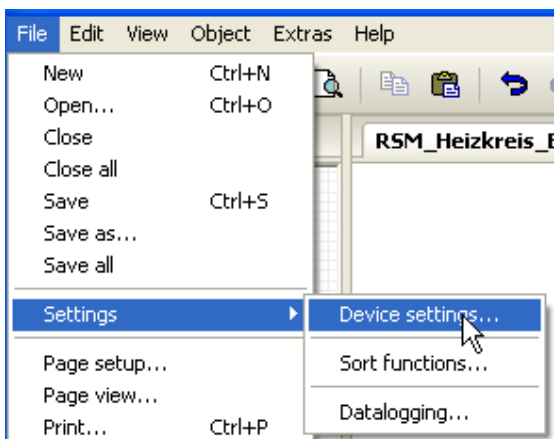 File Edit View Object Extras Help
New Ctrl+N
Open... Ctrl+O
Close
RSM_Heizkreis_
Close all
Save Ctrl+S
Save as...
Save all
Settings Device settings...
Page setup... Sort functions...
Page view...
Datalogging...
Print... Ctrl+P